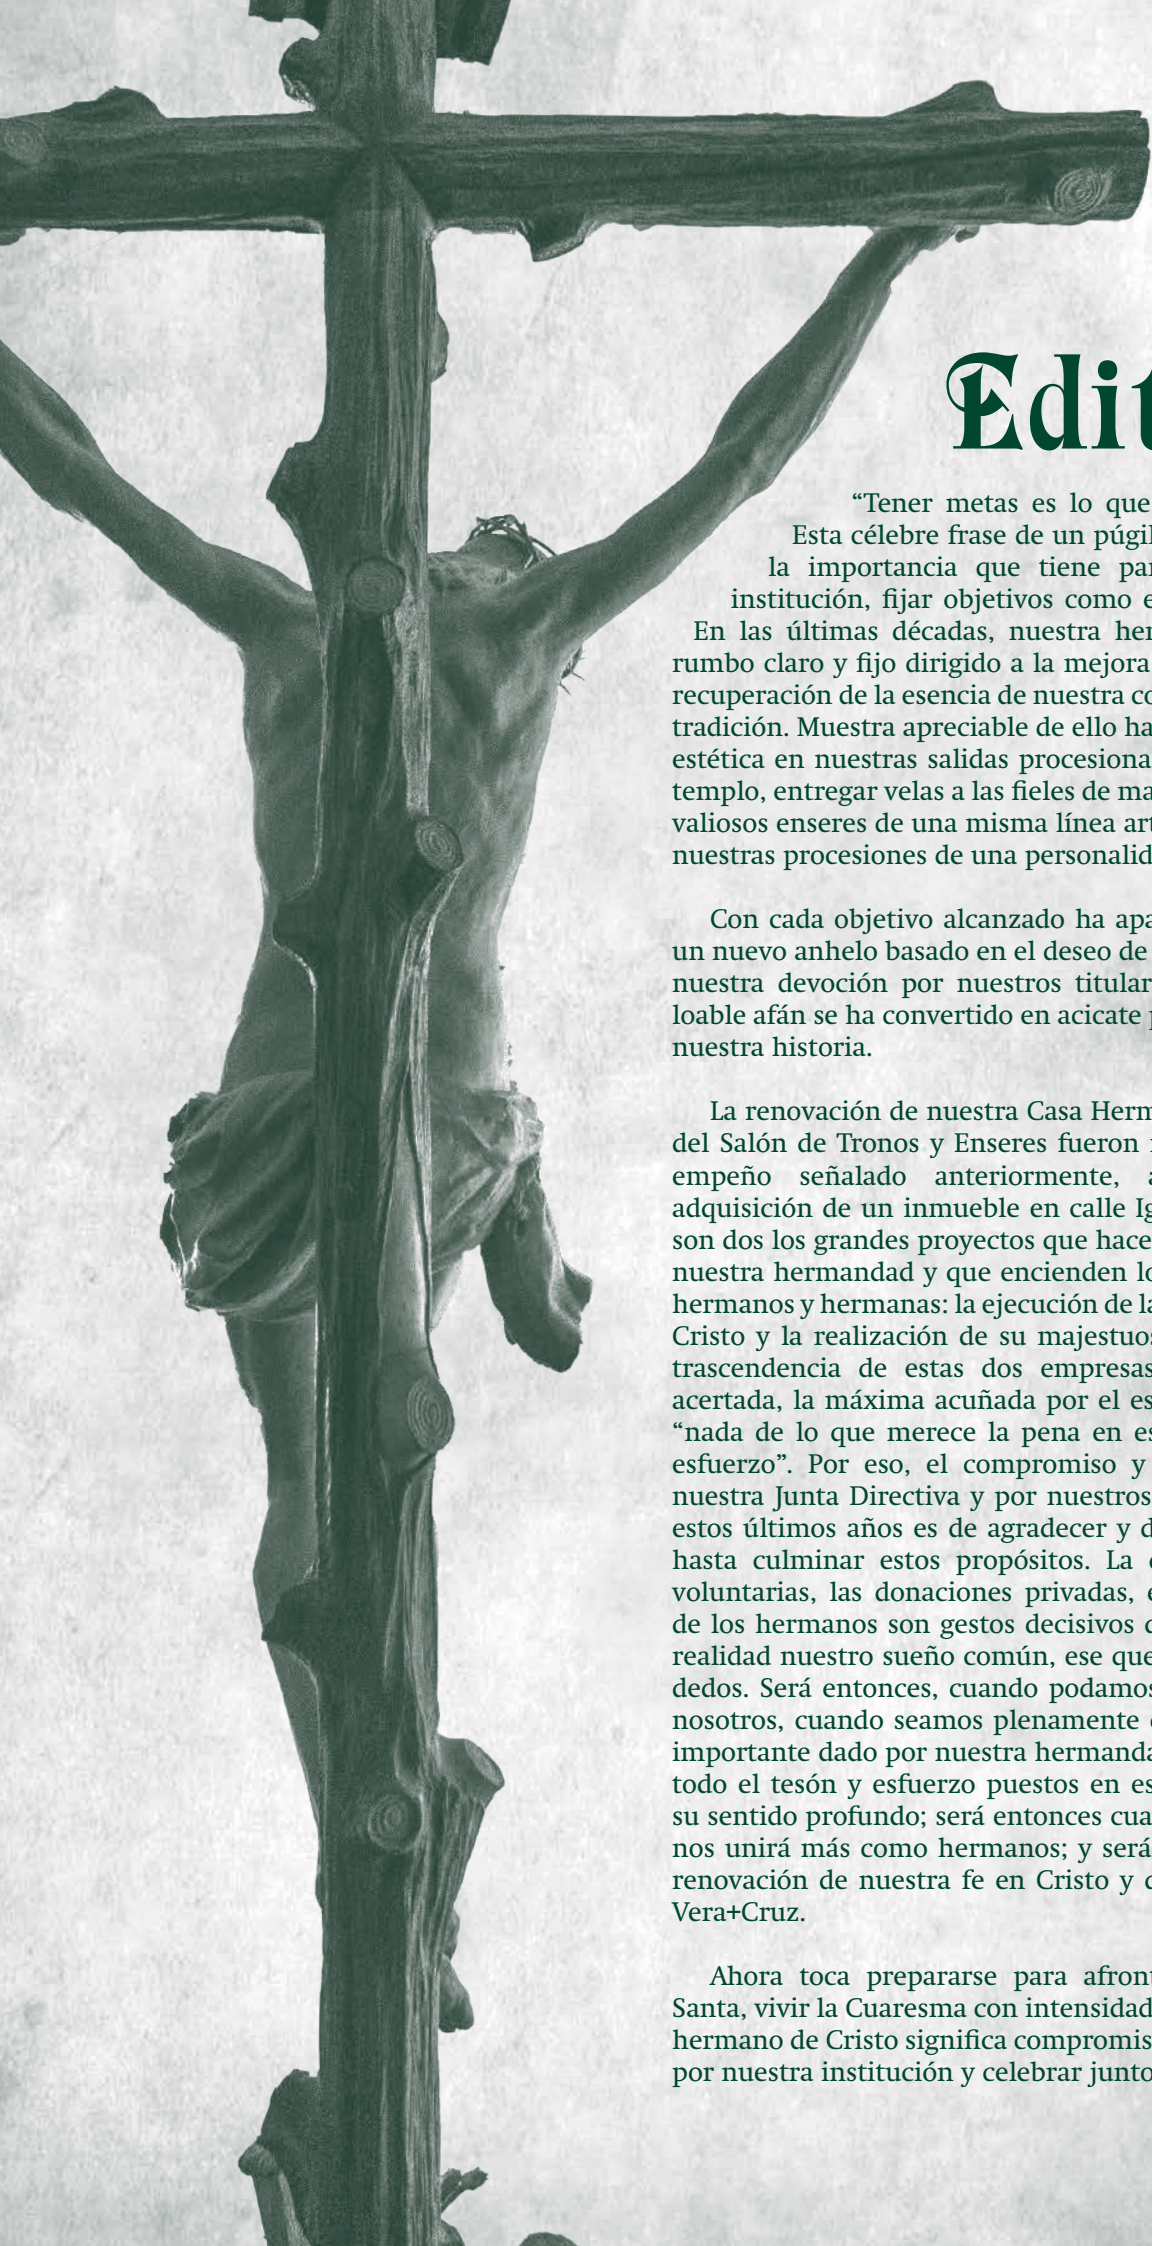 Edit
“Tener metas es lo que
Esta célebre frase de un púgil
la importancia que tiene par
institución, fijar objetivos como e
En las últimas décadas, nuestra her
rumbo claro y fijo dirigido a la mejora
recuperación de la esencia de nuestra co
tradición. Muestra apreciable de ello ha
estética en nuestras salidas procesiona
templo, entregar velas a las fieles de ma
valiosos enseres de una misma línea art
nuestras procesiones de una personalid
Con cada objetivo alcanzado ha apa
un nuevo anhelo basado en el deseo de
nuestra devoción por nuestros titular
loable afán se ha convertido en acicate p
nuestra historia.
La renovación de nuestra Casa Herm
del Salón de Tronos y Enseres fueron
empeño señalado anteriormente, a
adquisición de un inmueble en calle Ig
son dos los grandes proyectos que hace
nuestra hermandad y que encienden lo
hermanos y hermanas: la ejecución de la
Cristo y la realización de su majestuos
trascendencia de estas dos empresas
acertada, la máxima acuñada por el es
“nada de lo que merece la pena en es
esfuerzo”. Por eso, el compromiso y
nuestra Junta Directiva y por nuestros
estos últimos años es de agradecer y d
hasta culminar estos propósitos. La
voluntarias, las donaciones privadas, e
de los hermanos son gestos decisivos
realidad nuestro sueño común, ese que
dedos. Será entonces, cuando podamos
nosotros, cuando seamos plenamente
importante dado por nuestra hermanda
todo el tesón y esfuerzo puestos en es
su sentido profundo; será entonces cua
nos unirá más como hermanos; y será
renovación de nuestra fe en Cristo y
Vera+Cruz.
Ahora toca prepararse para afront
Santa, vivir la Cuaresma con intensidad
hermano de Cristo significa compromis
por nuestra institución y celebrar junto